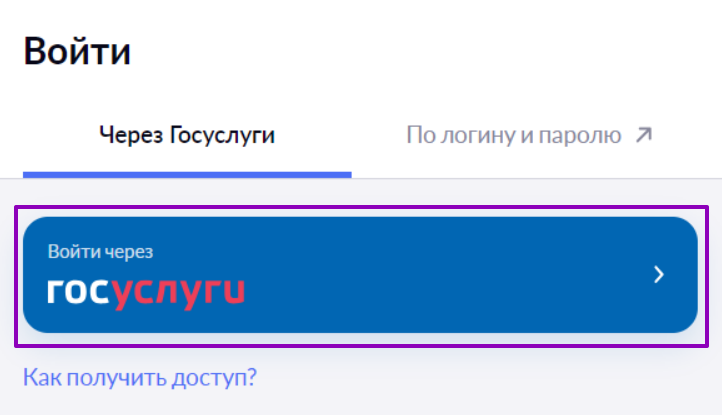 Войти
Через Госуслуги
По логину и паролю
Войти через
госуслуги
Как получить доступ?